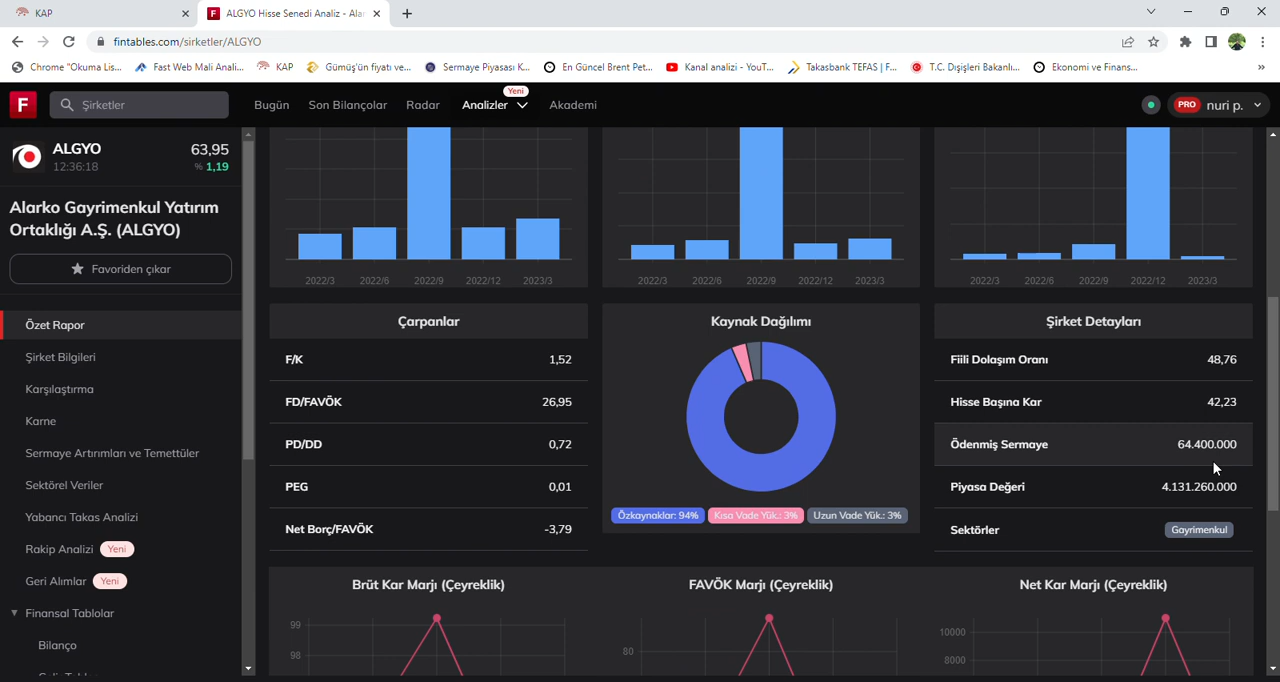 KAP
ALGYO Hisse Senedi Analiz - Ala
fintables.com/sirketler/ALGYO
Chrome "Okuma Lis...
Fast Web Mali Anali...
KAP
Gümüş'ün fiyatı ve...
Sermaye Piyasası K...
En Güncel Brent Pet...
Kanal analizi - YouT...
Takasbank TEFAS | F...
T.C. Dışişleri Bakanlı...
Ekonomi ve Finans...
»
F
Şirketler
Bugün
Son Bilançolar
Radar
Analizler
Yeni
Akademi
PRO
nuri p.
ALGYO
63,95
12:36:18
% 1,19
Alarko Gayrimenkul Yatırım
Ortaklığı A.Ş. (ALGYO)
Favoriden çıkar
Özet Rapor
Şirket Bilgileri
Karşılaştırma
Karne
Sermaye Artırımları ve Temettüler
Sektörel Veriler
Yabancı Takas Analizi
Rakip Analizi Yeni
Geri Alımlar Yeni
Finansal Tablolar
Bilanço
2022/3 2022/6 2022/9 2022/12 2023/3
2022/3 2022/6 2022/9 2022/12 2023/3
2022/3 2022/6 2022/9 2022/12 2023/3
Çarpanlar
F/K 1,52
FD/FAVÖK 26,95
PD/DD 0,72
PEG 0,01
Net Borç/FAVÖK -3,79
Kaynak Dağılımı
Özkaynaklar: 94% Kısa Vade Yük.: 3% Uzun Vade Yük.: 3%
Şirket Detayları
Fiili Dolaşım Oranı 48,76
Hisse Başına Kar 42,23
Ödenmiş Sermaye 64.400.000
Piyasa Değeri 4.131.260.000
Sektörler Gayrimenkul
Brüt Kar Marjı (Çeyreklik)
99
98
FAVÖK Marjı (Çeyreklik)
80
Net Kar Marjı (Çeyreklik)
10000
8000